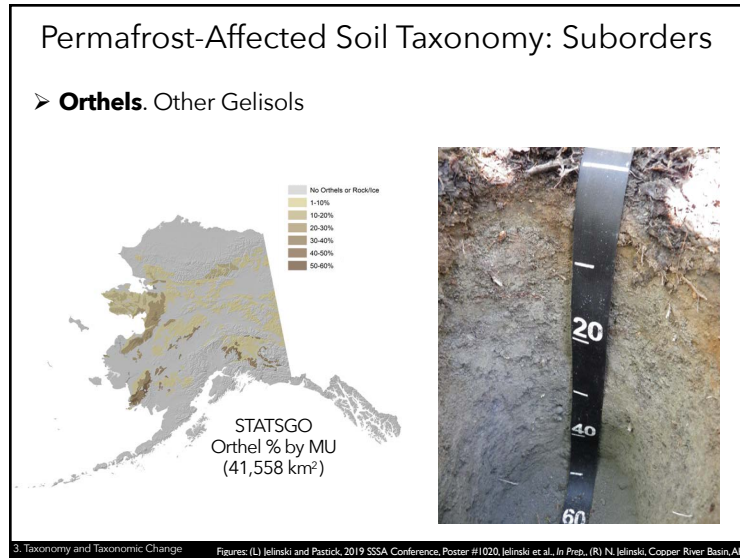 Permafrost-Affected Soil Taxonomy: Suborders
➤ Orthels. Other Gelisols
No Orthels or Rock/Ice
1-10%
10-20%
20-30%
30-40%
40-50%
50-60%
STATSGO
Orthel % by MU
(41,558 km²)
20
40
60
3. Taxonomy and Taxonomic Change
Figures: (L) Jelinski and Pastick, 2019 SSSA Conference, Poster #1020, Jelinski et al., In Prep., (R) N. Jelinski, Copper River Basin,